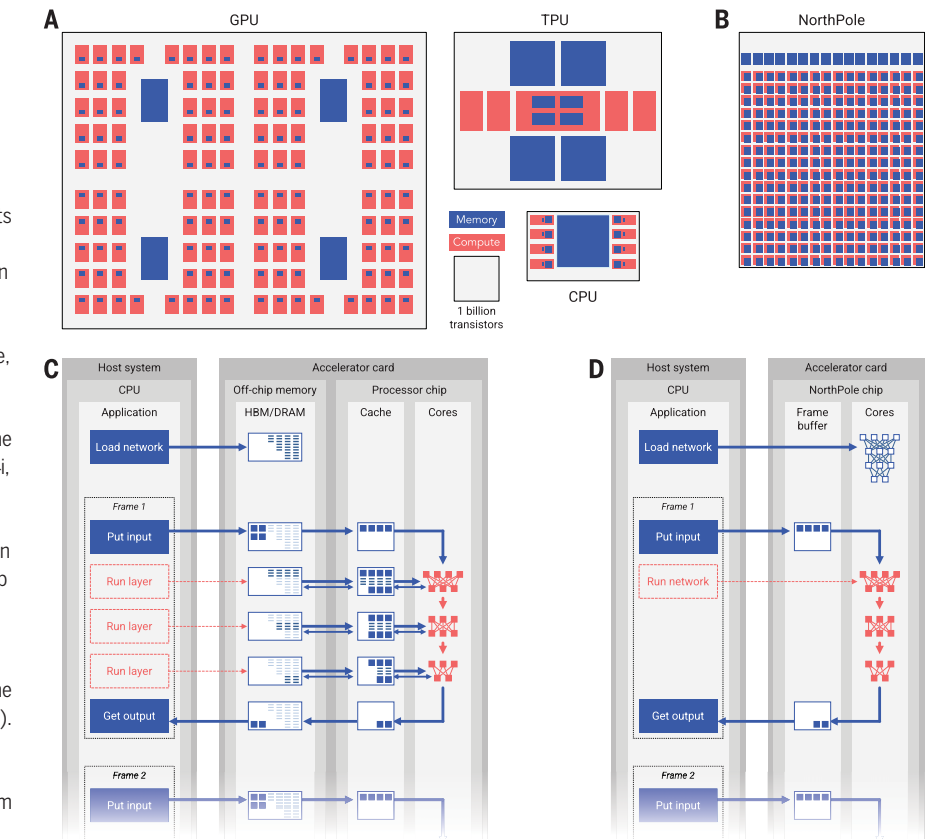 A
GPU
TPU
B
NorthPole
Memory
Compute
1 billion
transistors
CPU
ts
n
e,
ne
i,
n
o
ne
).
m
C
Host system
CPU
Application
Load network
Frame 1
Put input
Run layer
Run layer
Run layer
Get output
Frame 2
Put input
Accelerator card
Off-chip memory
HBM/DRAM
Processor chip
Cache
Cores
D
Host system
CPU
Application
Load network
Frame 1
Put input
Run network
Get output
Frame 2
Put input
Accelerator card
NorthPole chip
Frame
buffer
Cores